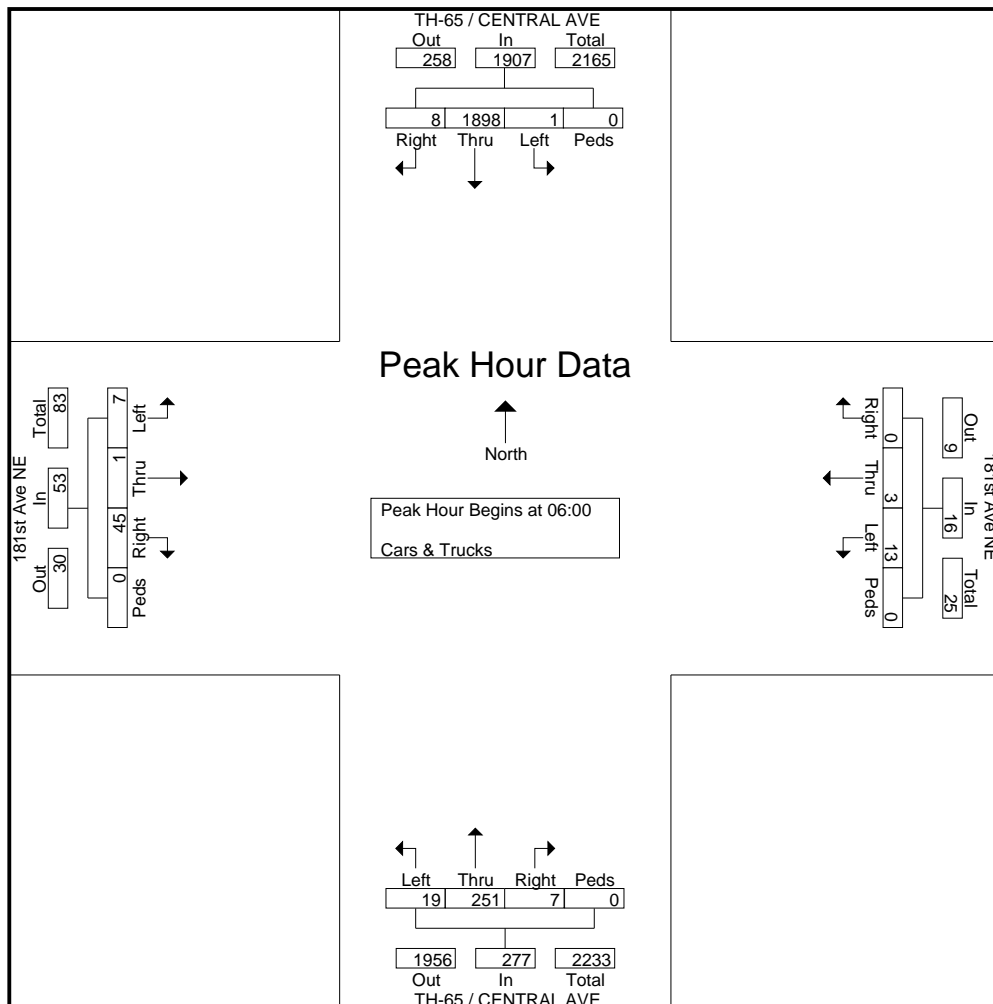 TH-65 / CENTRAL AVE
Out In Total
258 1907 2165
8 1898 1 0
Right Thru Left Peds
Peak Hour Data
North
Peak Hour Begins at 06:00
Cars & Trucks
181st Ave NE
Out In Total
30 53 83
7 1 45 0
Left Thru Right Peds
181st Ave NE
Out In Total
9 16 25
0 3 13 0
Right Thru Left Peds
Left Thru Right Peds
19 251 7 0
1956 277 2233
Out In Total
TH-65 / CENTRAL AVE